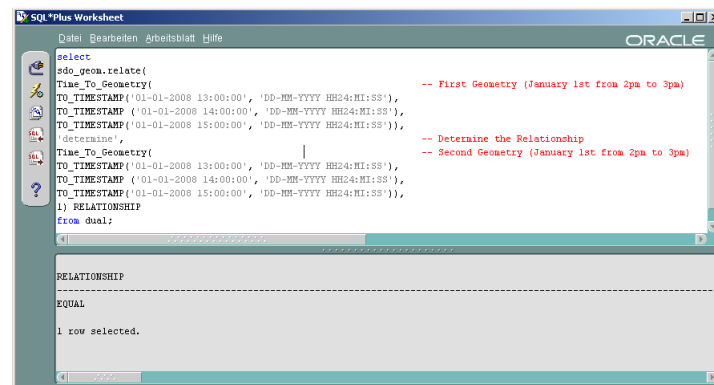 SQL*Plus Worksheet
Datei Bearbeiten Arbeitsblatt Hilfe
ORACLE
select
sdo_geom.relate(
Time_To_Geometry( -- First Geometry (January 1st from 2pm to 3pm)
TO_TIMESTAMP('01-01-2008 13:00:00', 'DD-MM-YYYY HH24:MI:SS'),
TO_TIMESTAMP ('01-01-2008 14:00:00', 'DD-MM-YYYY HH24:MI:SS'),
TO_TIMESTAMP('01-01-2008 15:00:00', 'DD-MM-YYYY HH24:MI:SS')),
'determine', -- Determine the Relationship
Time_To_Geometry( -- Second Geometry (January 1st from 2pm to 3pm)
TO_TIMESTAMP('01-01-2008 13:00:00', 'DD-MM-YYYY HH24:MI:SS'),
TO_TIMESTAMP ('01-01-2008 14:00:00', 'DD-MM-YYYY HH24:MI:SS'),
TO_TIMESTAMP('01-01-2008 15:00:00', 'DD-MM-YYYY HH24:MI:SS')),
1) RELATIONSHIP
from dual;
RELATIONSHIP
EQUAL
1 row selected.